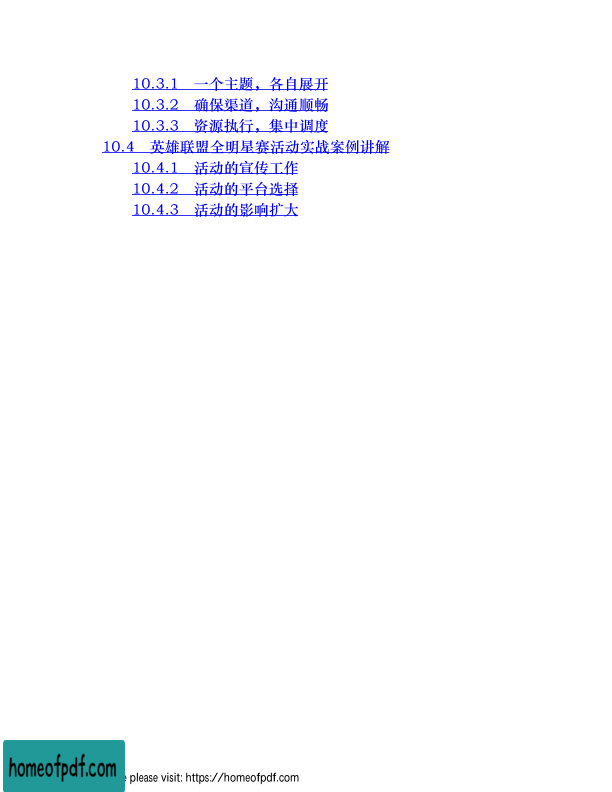 10.3.1 一个主题，各自展开
10.3.2 确保渠道，沟通顺畅
10.3.3 资源执行，集中调度
10.4 英雄联盟全明星赛活动实战案例讲解
10.4.1 活动的宣传工作
10.4.2 活动的平台选择
10.4.3 活动的影响扩大
homeofpdf.com
please visit: https://homeofpdf.com